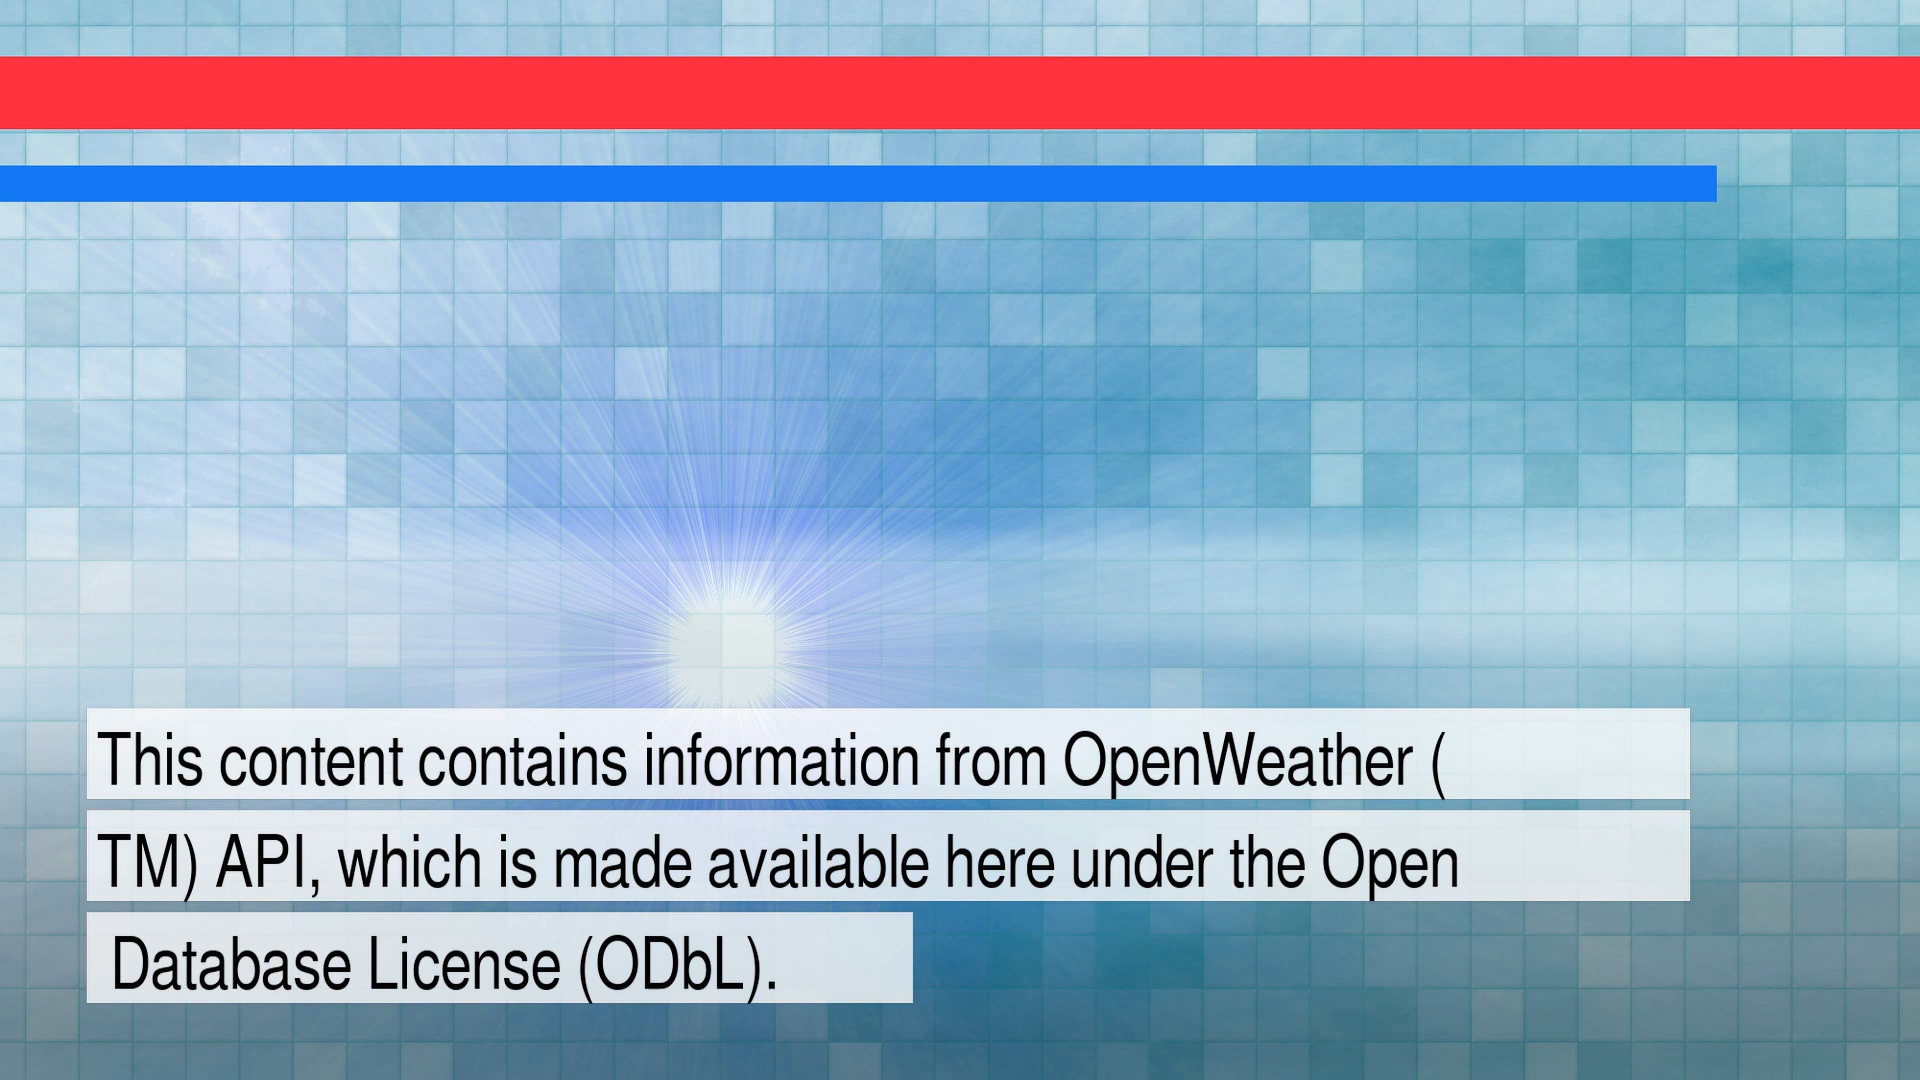 This content contains information from OpenWeather (
TM) API, which is made available here under the Open
Database License (ODbL).